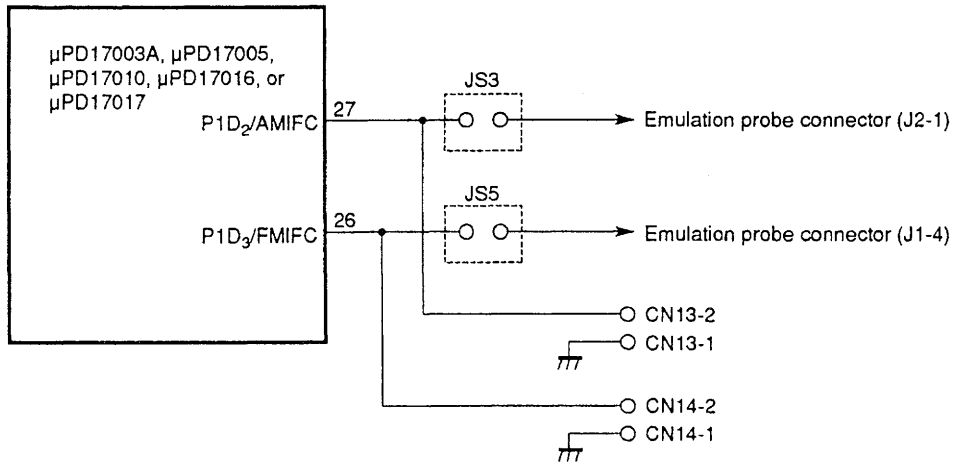 µPD17003A, µPD17005,
µPD17010, µPD17016, or
µPD17017
P1D₂/AMIFC
27
JS3
Emulation probe connector (J2-1)
P1D₃/FMIFC
26
JS5
Emulation probe connector (J1-4)
CN13-2
CN13-1
CN14-2
CN14-1